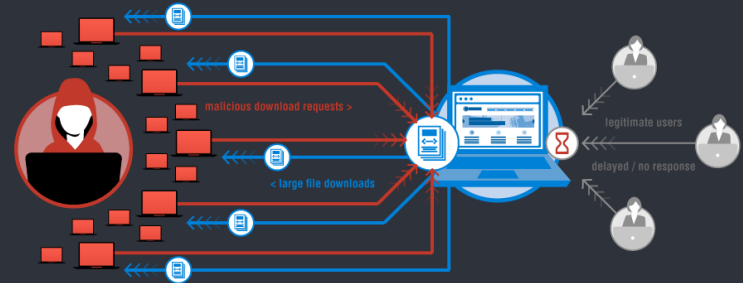 malicious download requests >
legitimate users
delayed / no response
< large file downloads